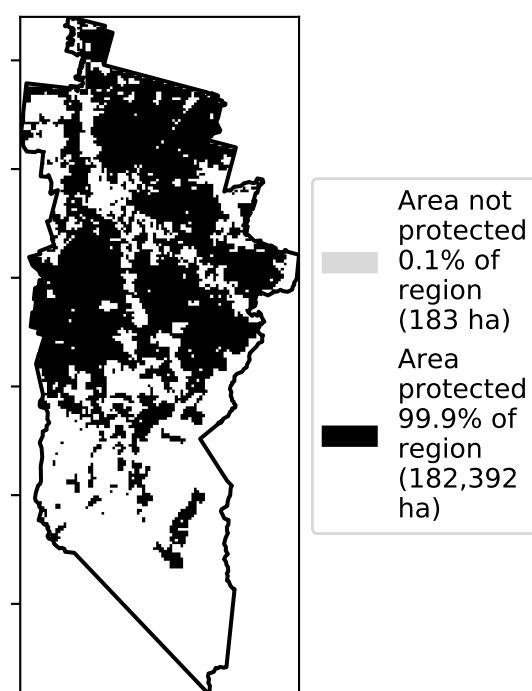 Area not
protected
0.1% of
region
(183 ha)
Area
protected
99.9% of
region
(182,392
ha)